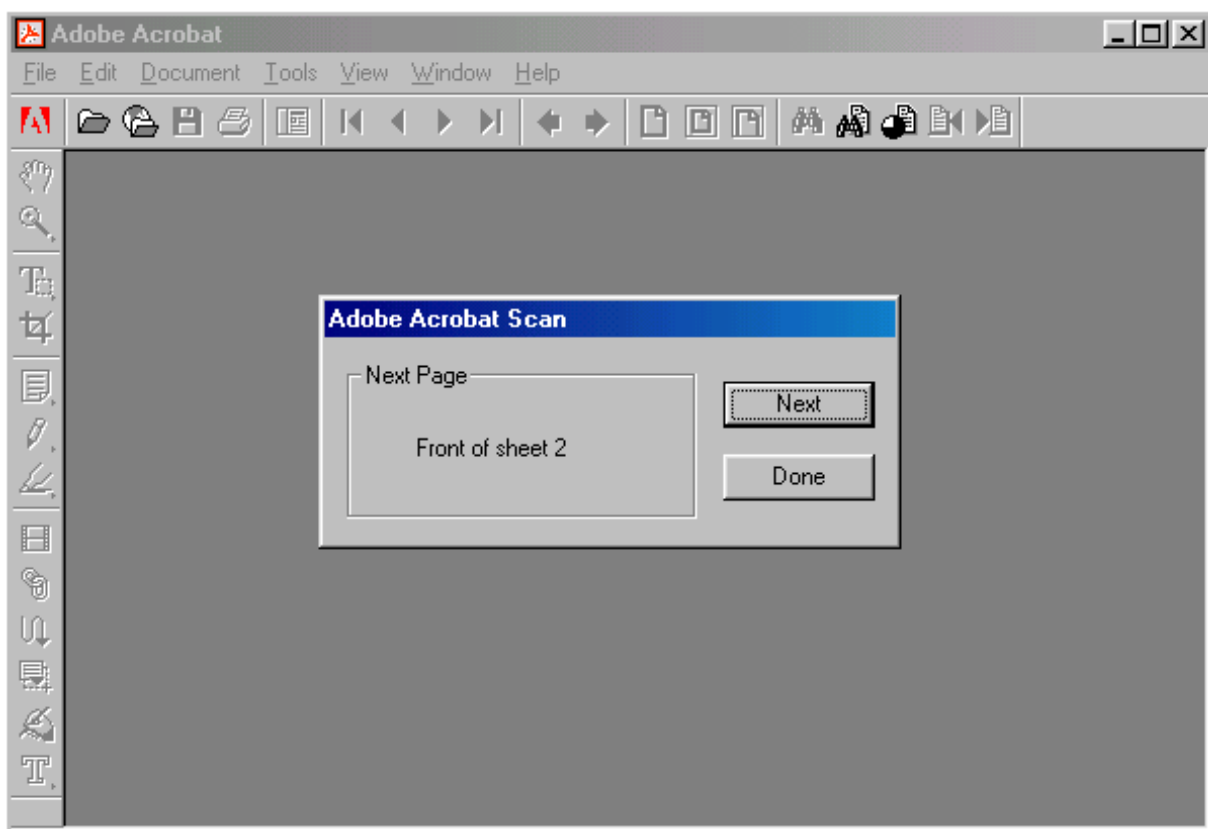 Adobe Acrobat
File Edit Document Tools View Window Help
Adobe Acrobat Scan
Next Page
Front of sheet 2
Next
Done